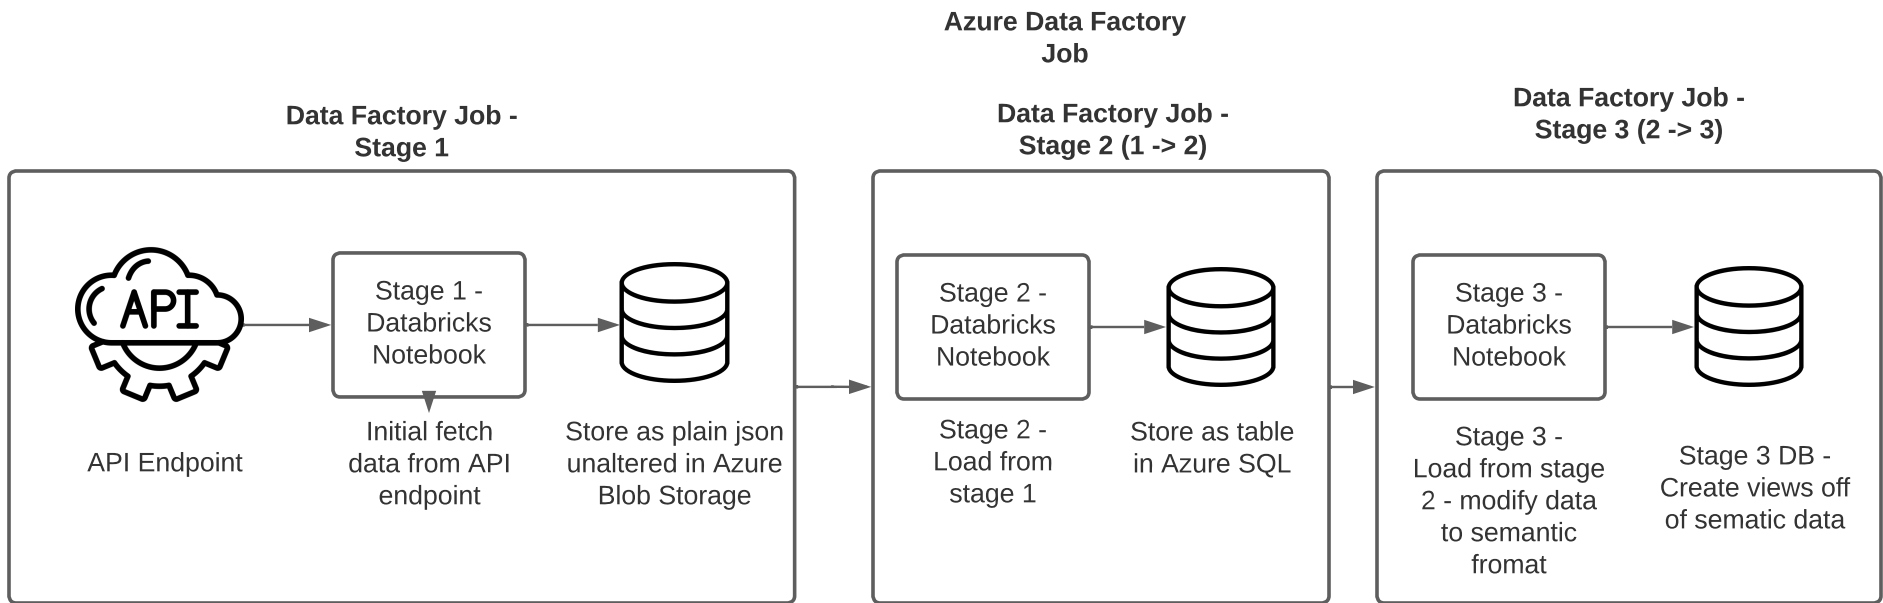 Azure Data Factory
Job
Data Factory Job -
Stage 1
Data Factory Job -
Stage 2 (1 -> 2)
Data Factory Job -
Stage 3 (2 -> 3)
API
API Endpoint
Stage 1 -
Databricks
Notebook
Initial fetch
data from API
endpoint
Store as plain json
unaltered in Azure
Blob Storage
Stage 2 -
Databricks
Notebook
Stage 2 -
Load from
stage 1
Store as table
in Azure SQL
Stage 3 -
Databricks
Notebook
Stage 3 -
Load from stage
2 - modify data
to semantic
fromat
Stage 3 DB -
Create views off
of sematic data